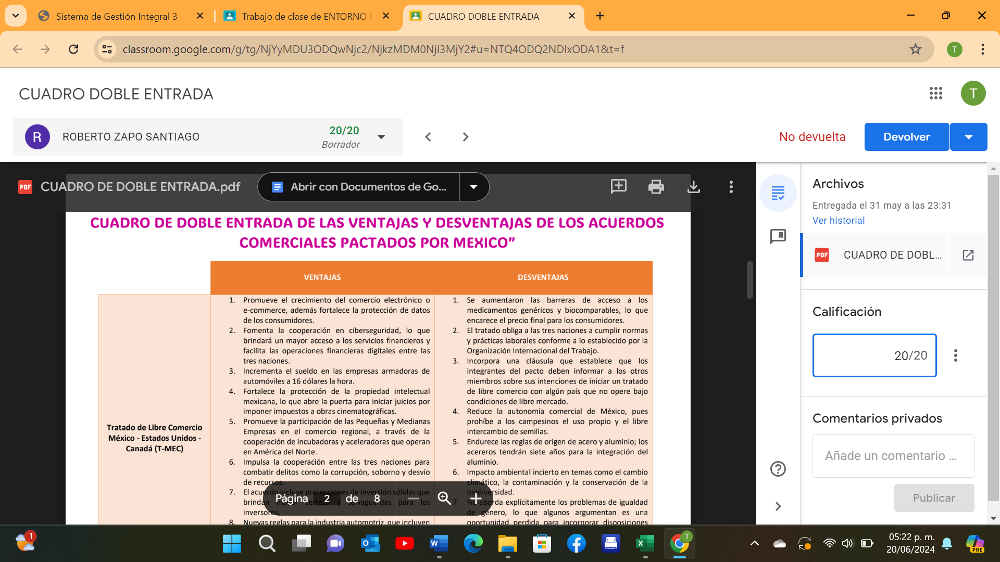 Sistema de Gestión Integral 3
Trabajo de clase de ENTORNO
CUADRO DOBLE ENTRADA
classroom.google.com/g/tg/NjYyMDU3ODQwNjc2/NjkzMDM0NjI3MjY2#u=NTQ4ODQ2NDIxODA1&t=f
T
CUADRO DOBLE ENTRADA
T
R
ROBERTO ZAPO SANTIAGO
20/20
Borrador
No devuelta
Devolver
PDF
CUADRO DE DOBLE ENTRADA.pdf
Abrir con Documentos de Go...
CUADRO DE DOBLE ENTRADA DE LAS VENTAJAS Y DESVENTAJAS DE LOS ACUERDOS
COMERCIALES PACTADOS POR MEXICO”
VENTAJAS
DESVENTAJAS
Tratado de Libre Comercio
México - Estados Unidos -
Canadá (T-MEC)
1. Promueve el crecimiento del comercio electrónico o
e-commerce, además fortalece la protección de datos
de los consumidores.
2. Fomenta la cooperación en ciberseguridad, lo que
brindará un mayor acceso a los servicios financieros y
facilita las operaciones financieras digitales entre las
tres naciones.
3. Incrementa el sueldo en las empresas armadoras de
automóviles a 16 dólares la hora.
4. Fortalece la protección de la propiedad intelectual
mexicana, lo que abre la puerta para iniciar juicios por
imponer impuestos a obras cinematográficas.
5. Promueve la participación de las Pequeñas y Medianas
Empresas en el comercio regional, a través de la
cooperación de incubadoras y aceleradoras que operan
en América del Norte.
6. Impulsa la cooperación entre las tres naciones para
combatir delitos como la corrupción, soborno y desvío
de recursos.
7. El acuerdo incluye protecciones de inversión sólidas que
brindan mayor certeza y salvaguardas para los
inversores.
8. Nuevas reglas para la industria automotriz, que incluyen
1. Se aumentaron las barreras de acceso a los
medicamentos genéricos y biocomparables, lo que
encarece el precio final para los consumidores.
2. El tratado obliga a las tres naciones a cumplir normas
y prácticas laborales conforme a lo establecido por la
Organización Internacional del Trabajo.
3. Incorpora una cláusula que establece que los
integrantes del pacto deben informar a los otros
miembros sobre sus intenciones de iniciar un tratado
de libre comercio con algún país que no opere bajo
condiciones de libre mercado.
4. Reduce la autonomía comercial de México, pues
prohíbe a los campesinos el uso propio y el libre
intercambio de semillas.
5. Endurece las reglas de origen de acero y aluminio; los
acereros tendrán siete años para la integración del
aluminio.
6. Impacto ambiental incierto en temas como el cambio
climático, la contaminación y la conservación de la
biodiversidad.
7. No aborda explícitamente los problemas de igualdad
de género, lo que algunos argumentan es una
oportunidad perdida para incorporar disposiciones
Página 2 de 8
Archivos
Entregada el 31 may a las 23:31
Ver historial
PDF
CUADRO DE DOBL...
Calificación
20/20
Comentarios privados
Añade un comentario ...
Publicar
1
T
PRE
05:22 p. m.
20/06/2024